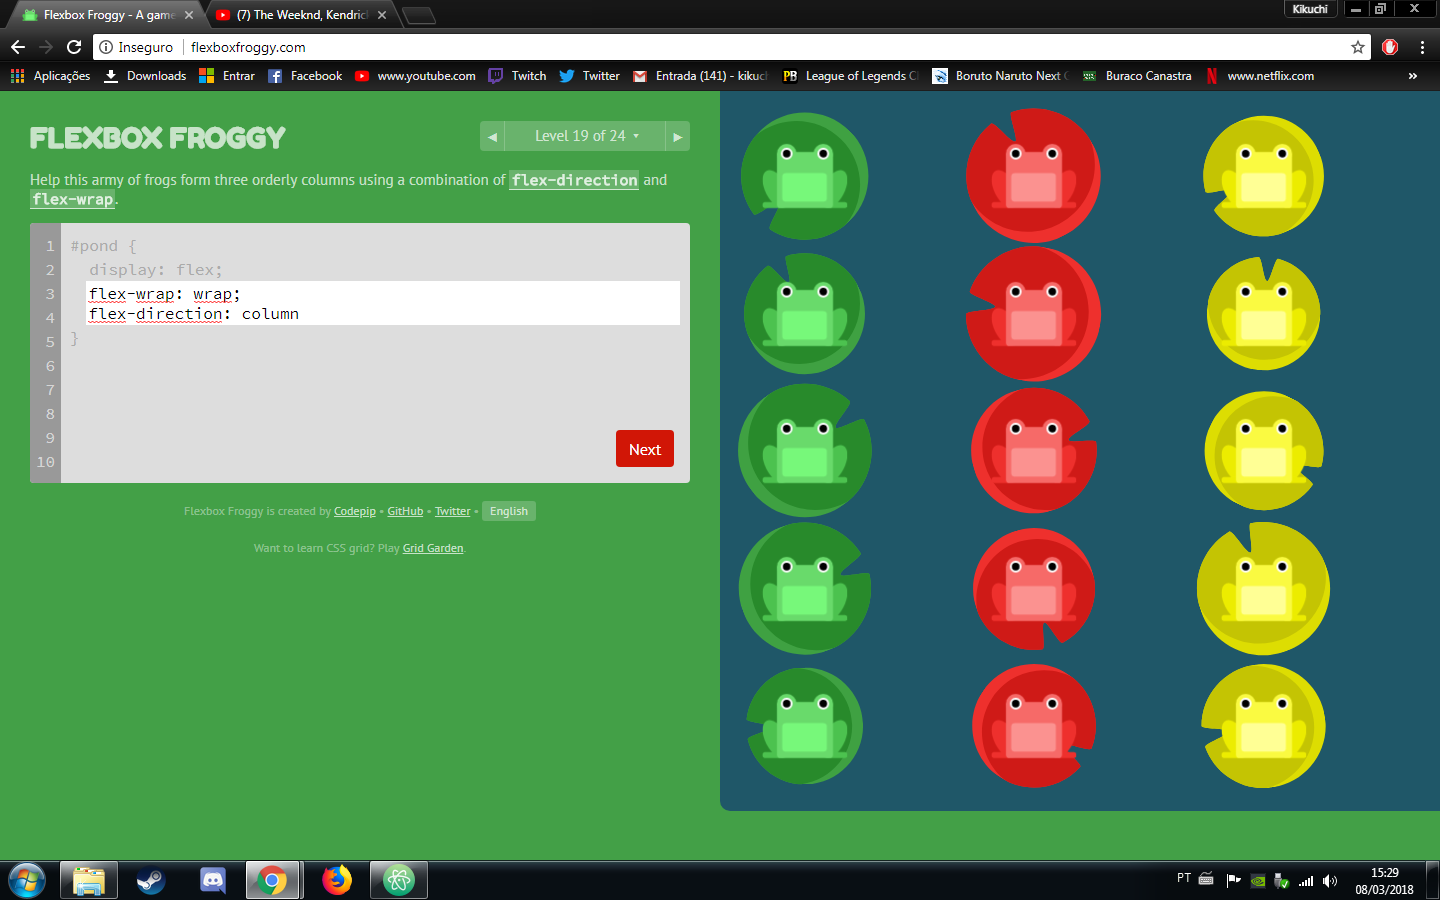 Flexbox Froggy - A game
(7) The Weeknd, Kendric
Kikuchi
Inseguro
flexboxfroggy.com
Aplicações
Downloads
Entrar
Facebook
www.youtube.com
Twitch
Twitter
Entrada (141) - kikuch
PB
League of Legends C
Boruto Naruto Next
Buraco Canastra
N
www.netflix.com
»
FLEXBOX FROGGY
◀ Level 19 of 24 ▶
Help this army of frogs form three orderly columns using a combination of flex-direction and
flex-wrap.
1 #pond {
2 display: flex;
3 flex-wrap: wrap;
4 flex-direction: column
5 }
6
7
8
9
10
Next
Flexbox Froggy is created by Codepip • GitHub • Twitter • English
Want to learn CSS grid? Play Grid Garden.
PT
15:29
08/03/2018